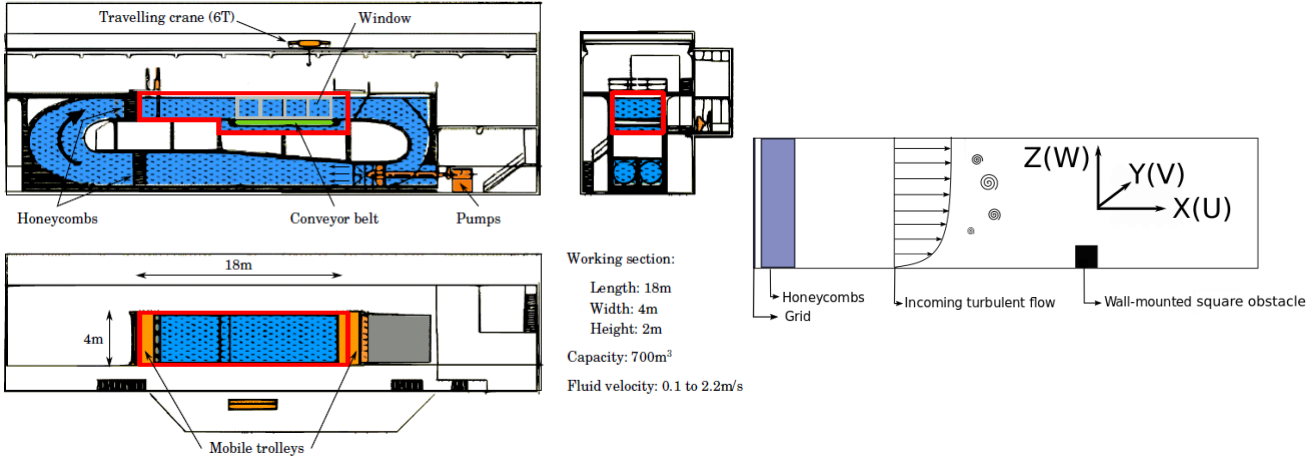 Travelling crane (6T)
Window
Honeycombs
Conveyor belt
Pumps
18m
4m
Mobile trolleys
Working section:
Length: 18m
Width: 4m
Height: 2m
Capacity: 700m³
Fluid velocity: 0.1 to 2.2m/s
Z(W)
Y(V)
X(U)
Honeycombs
Grid
Incoming turbulent flow
Wall-mounted square obstacle